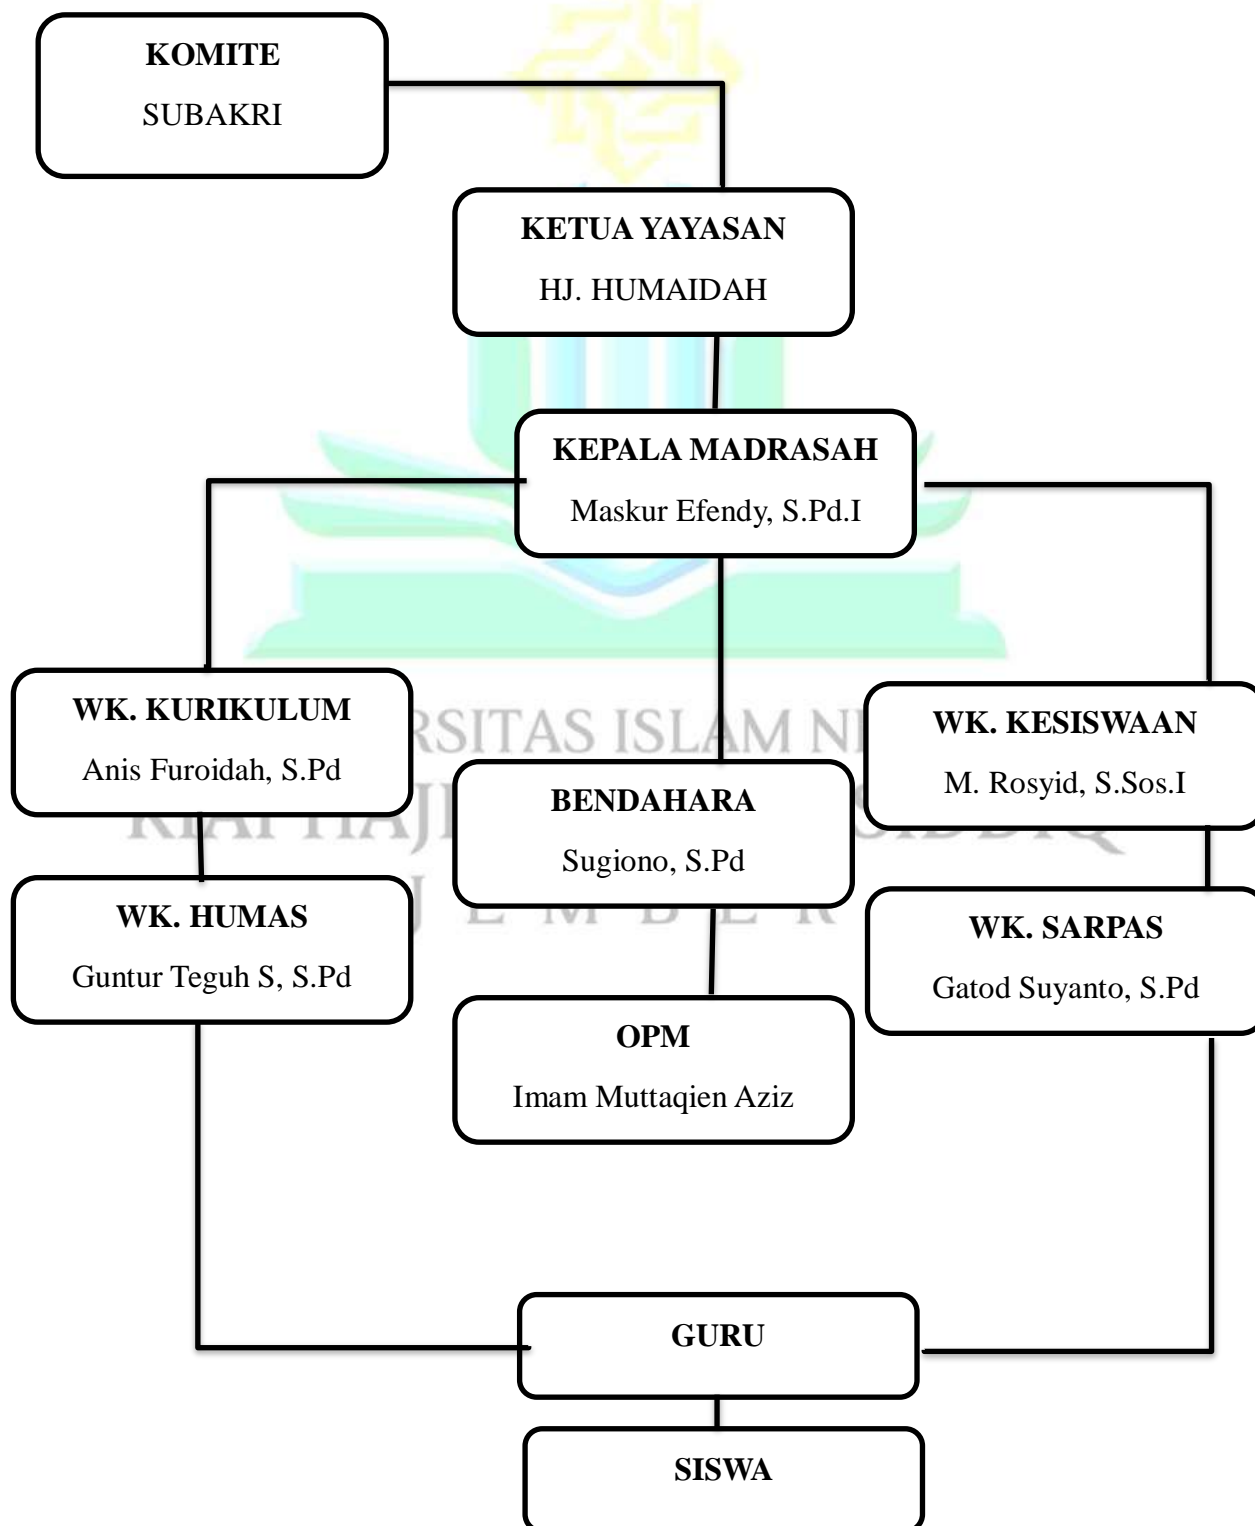 KOMITE
SUBAKRI
KETUA YAYASAN
HJ. HUMAIDAH
KEPALA MADRASAH
Maskur Efendy, S.Pd.I
WK. KURIKULUM
Anis Furoidah, S.Pd
WK. KESISWAAN
M. Rosyid, S.Sos.I
BENDAHARA
Sugiono, S.Pd
WK. HUMAS
Guntur Teguh S, S.Pd
WK. SARPAS
Gatod Suyanto, S.Pd
OPM
Imam Muttaqien Aziz
GURU
SISWA
ISLAM
JEMBER